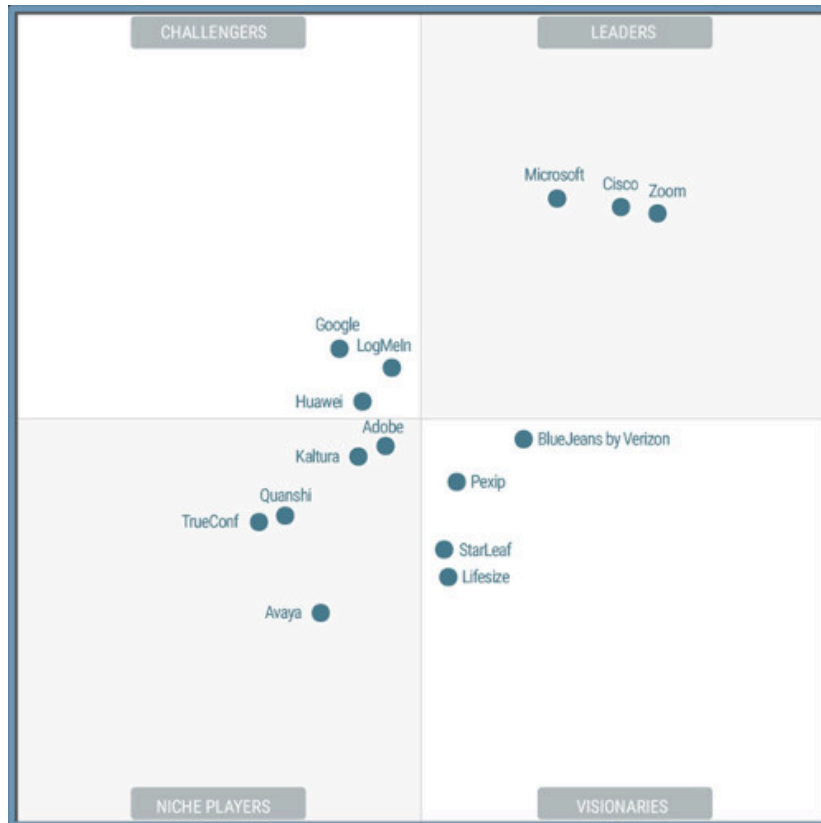 CHALLENGERS
LEADERS
Microsoft
Cisco
Zoom
Google
LogMeIn
Huawei
Adobe
Kaltura
BlueJeans by Verizon
Pexip
Quanshi
TrueConf
StarLeaf
Lifesize
Avaya
NICHE PLAYERS
VISIONARIES